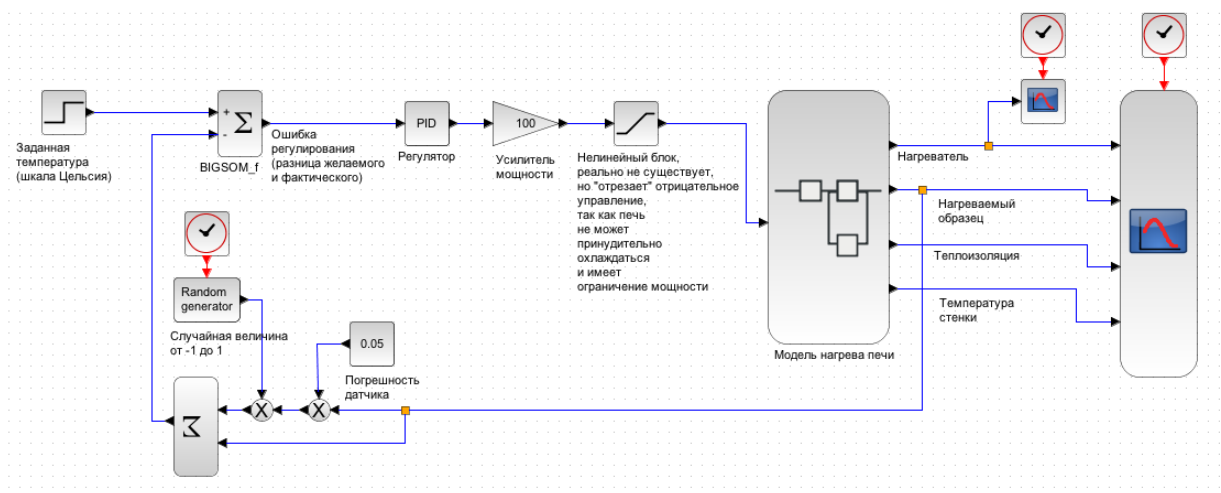 Заданная
температура
(шкала Цельсия)
+
-
Σ
BIGSOM_f
Ошибка
регулирования
(разница желаемого
и фактического)
PID
Регулятор
100
Усилитель
мощности
Нелинейный блок,
реально не существует,
но "отрезает" отрицательное
управление,
так как печь
не может
принудительно
охлаждаться
и имеет
ограничение мощности
Модель нагрева печи
Нагреватель
Нагреваемый
образец
Теплоизоляция
Температура
стенки
Random
generator
Случайная величина
от -1 до 1
0.05
Погрешность
датчика
X
X
Σ